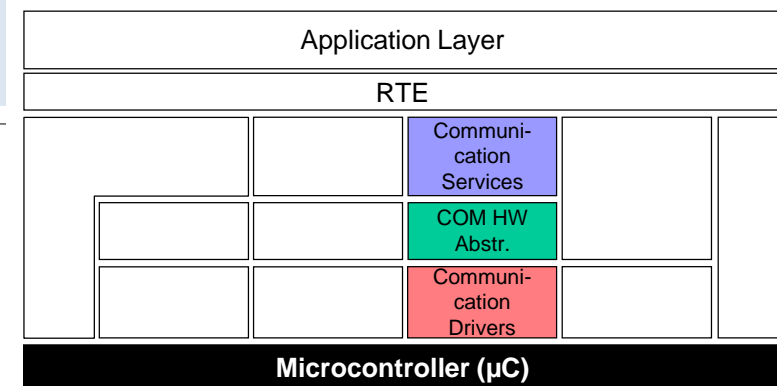 Application Layer
RTE
Communi-
cation
Services
COM HW
Abstr.
Communi-
cation
Drivers
Microcontroller (µC)